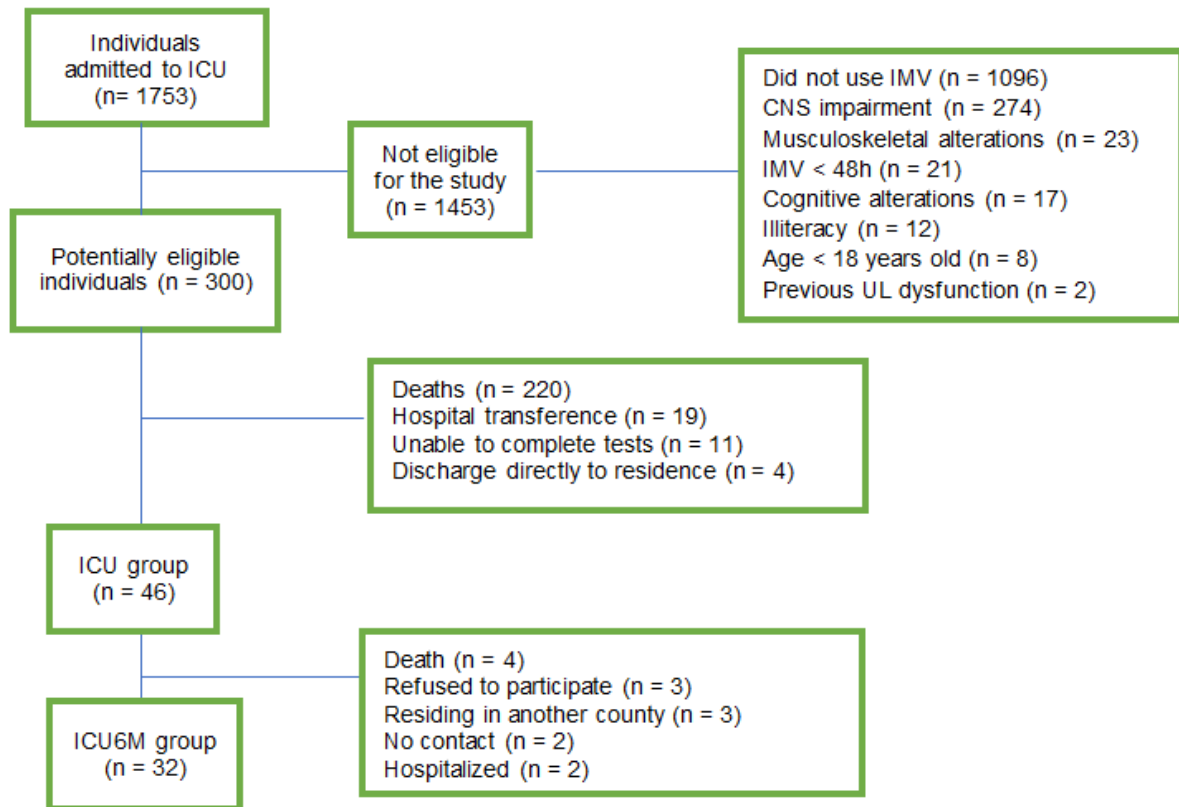 Individuals
admitted to ICU
(n= 1753)
Not eligible
for the study
(n = 1453)
Did not use IMV (n = 1096)
CNS impairment (n = 274)
Musculoskeletal alterations (n = 23)
IMV < 48h (n = 21)
Cognitive alterations (n = 17)
Illiteracy (n = 12)
Age < 18 years old (n = 8)
Previous UL dysfunction (n = 2)
Potentially eligible
individuals (n = 300)
Deaths (n = 220)
Hospital transference (n = 19)
Unable to complete tests (n = 11)
Discharge directly to residence (n = 4)
ICU group
(n = 46)
Death (n = 4)
Refused to participate (n = 3)
Residing in another county (n = 3)
No contact (n = 2)
Hospitalized (n = 2)
ICU6M group
(n = 32)